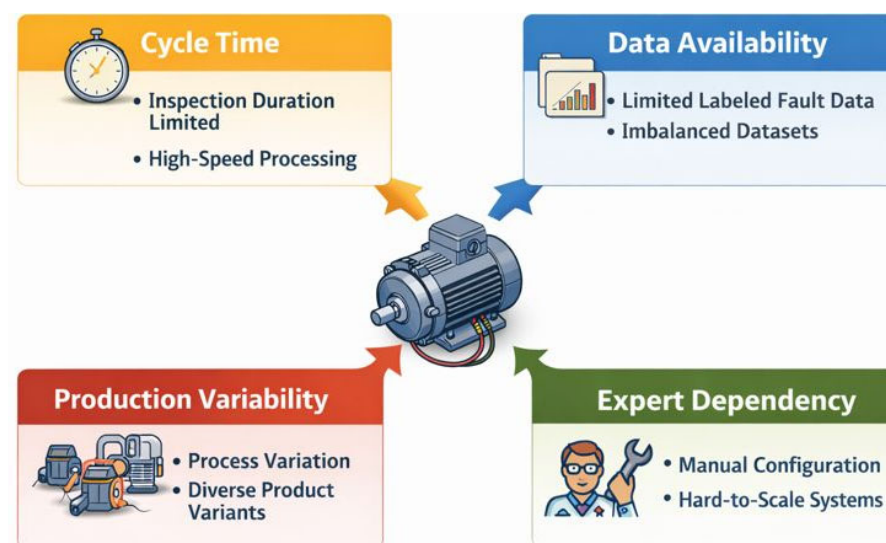 Cycle Time
• Inspection Duration
Limited
• High-Speed Processing
Data Availability
• Limited Labeled Fault Data
• Imbalanced Datasets
Production Variability
• Process Variation
• Diverse Product
Variants
Expert Dependency
• Manual Configuration
• Hard-to-Scale Systems